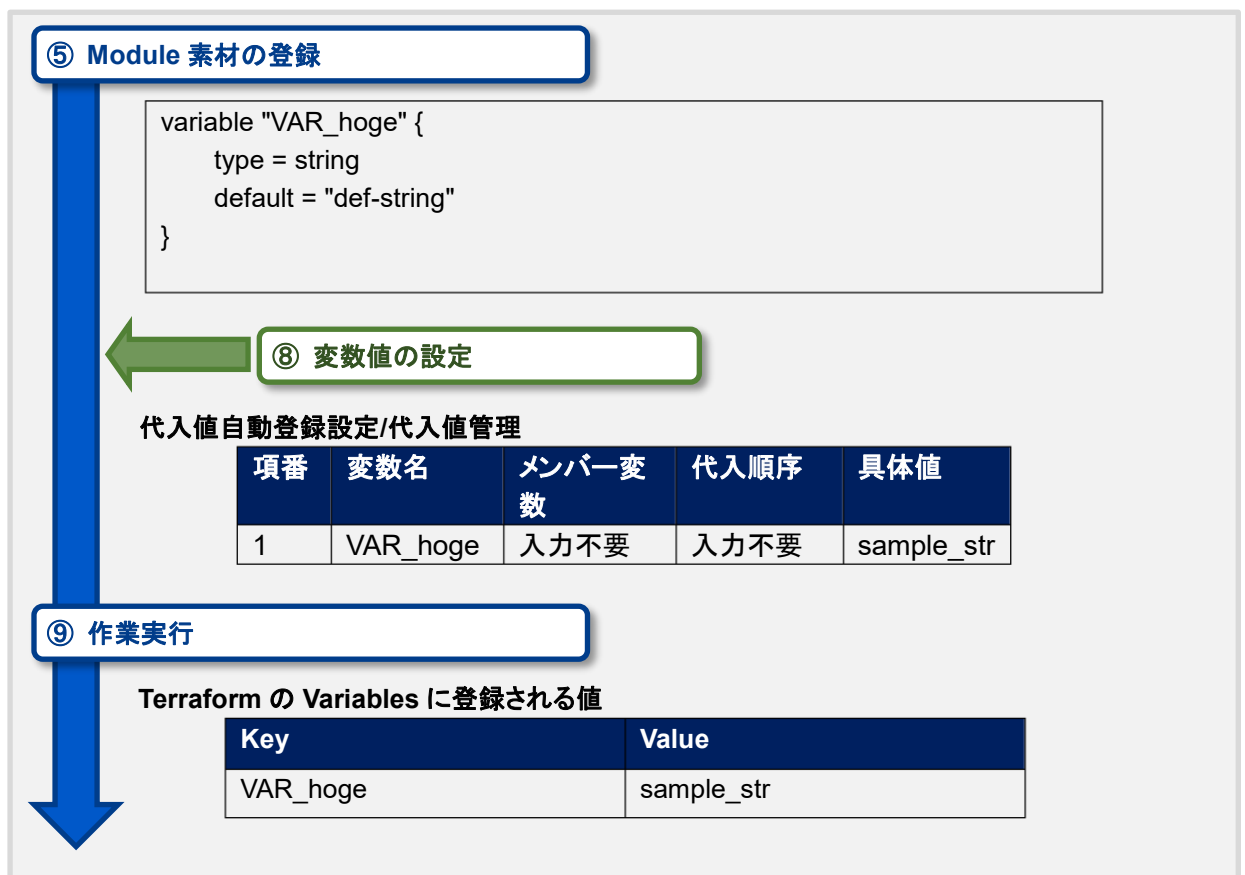 ⑤ Module 素材の登録
variable "VAR_hoge" {
type = string
default = "def-string"
}
⑧ 変数値の設定
代入値自動登録設定/代入値管理
項番 変数名 メンバー変数 代入順序 具体値
1 VAR_hoge 入力不要 入力不要 sample_str
⑨ 作業実行
Terraform の Variables に登録される値
Key Value
VAR_hoge sample_str